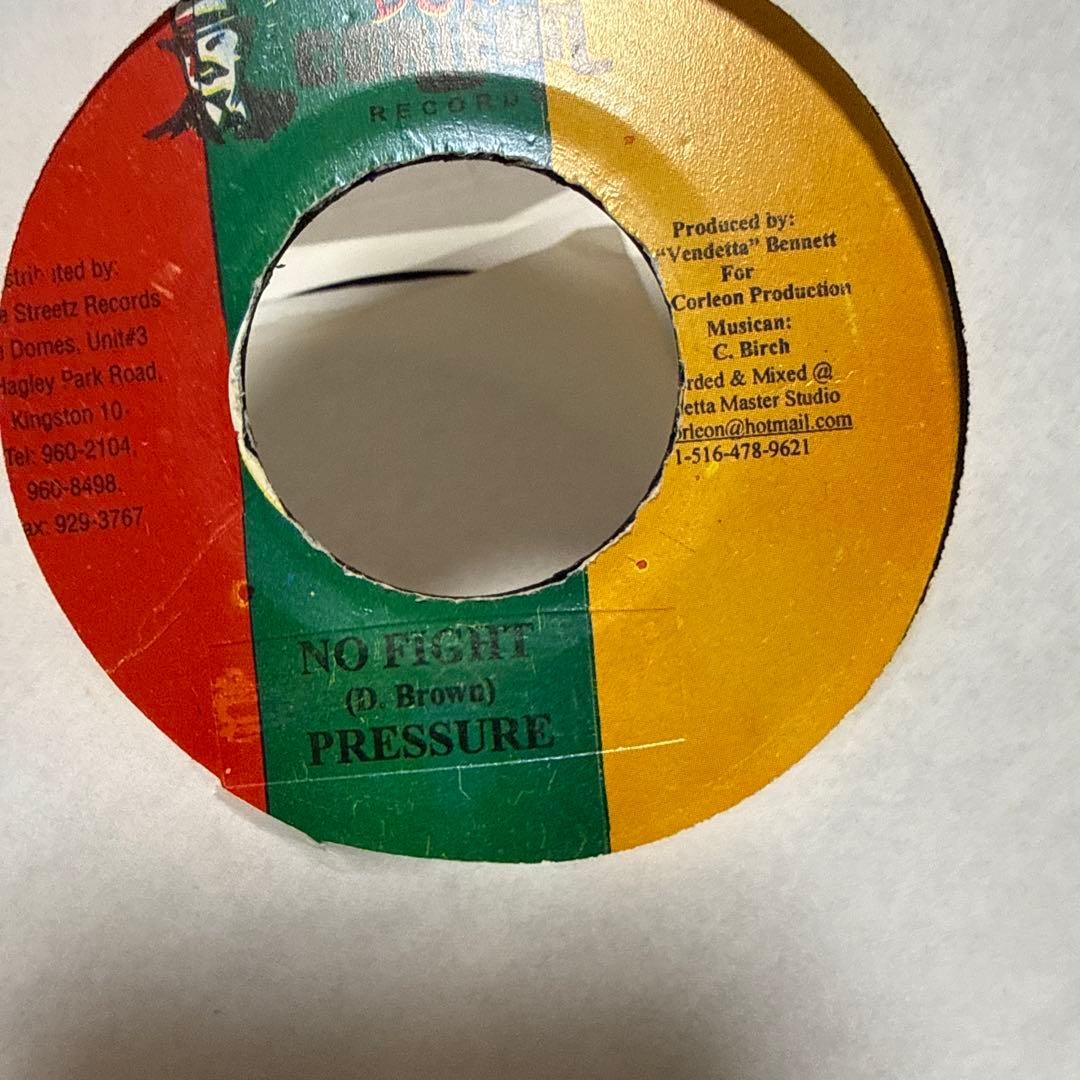 RECORD
Produced by:
"Vendetta" Bennett
For
Corleon Production
Musican:
C. Birch
rded & Mixed @
etta Master Studio
orleon@hotmail.com
1-516-478-9621
ted by:
Streetz Records
Domes, Unit#3
Hagley Park Road,
Kingston 10.
Tel: 960-2104,
960-8498.
ax: 929-3767
NO FIGHT
(D. Brown)
PRESSURE